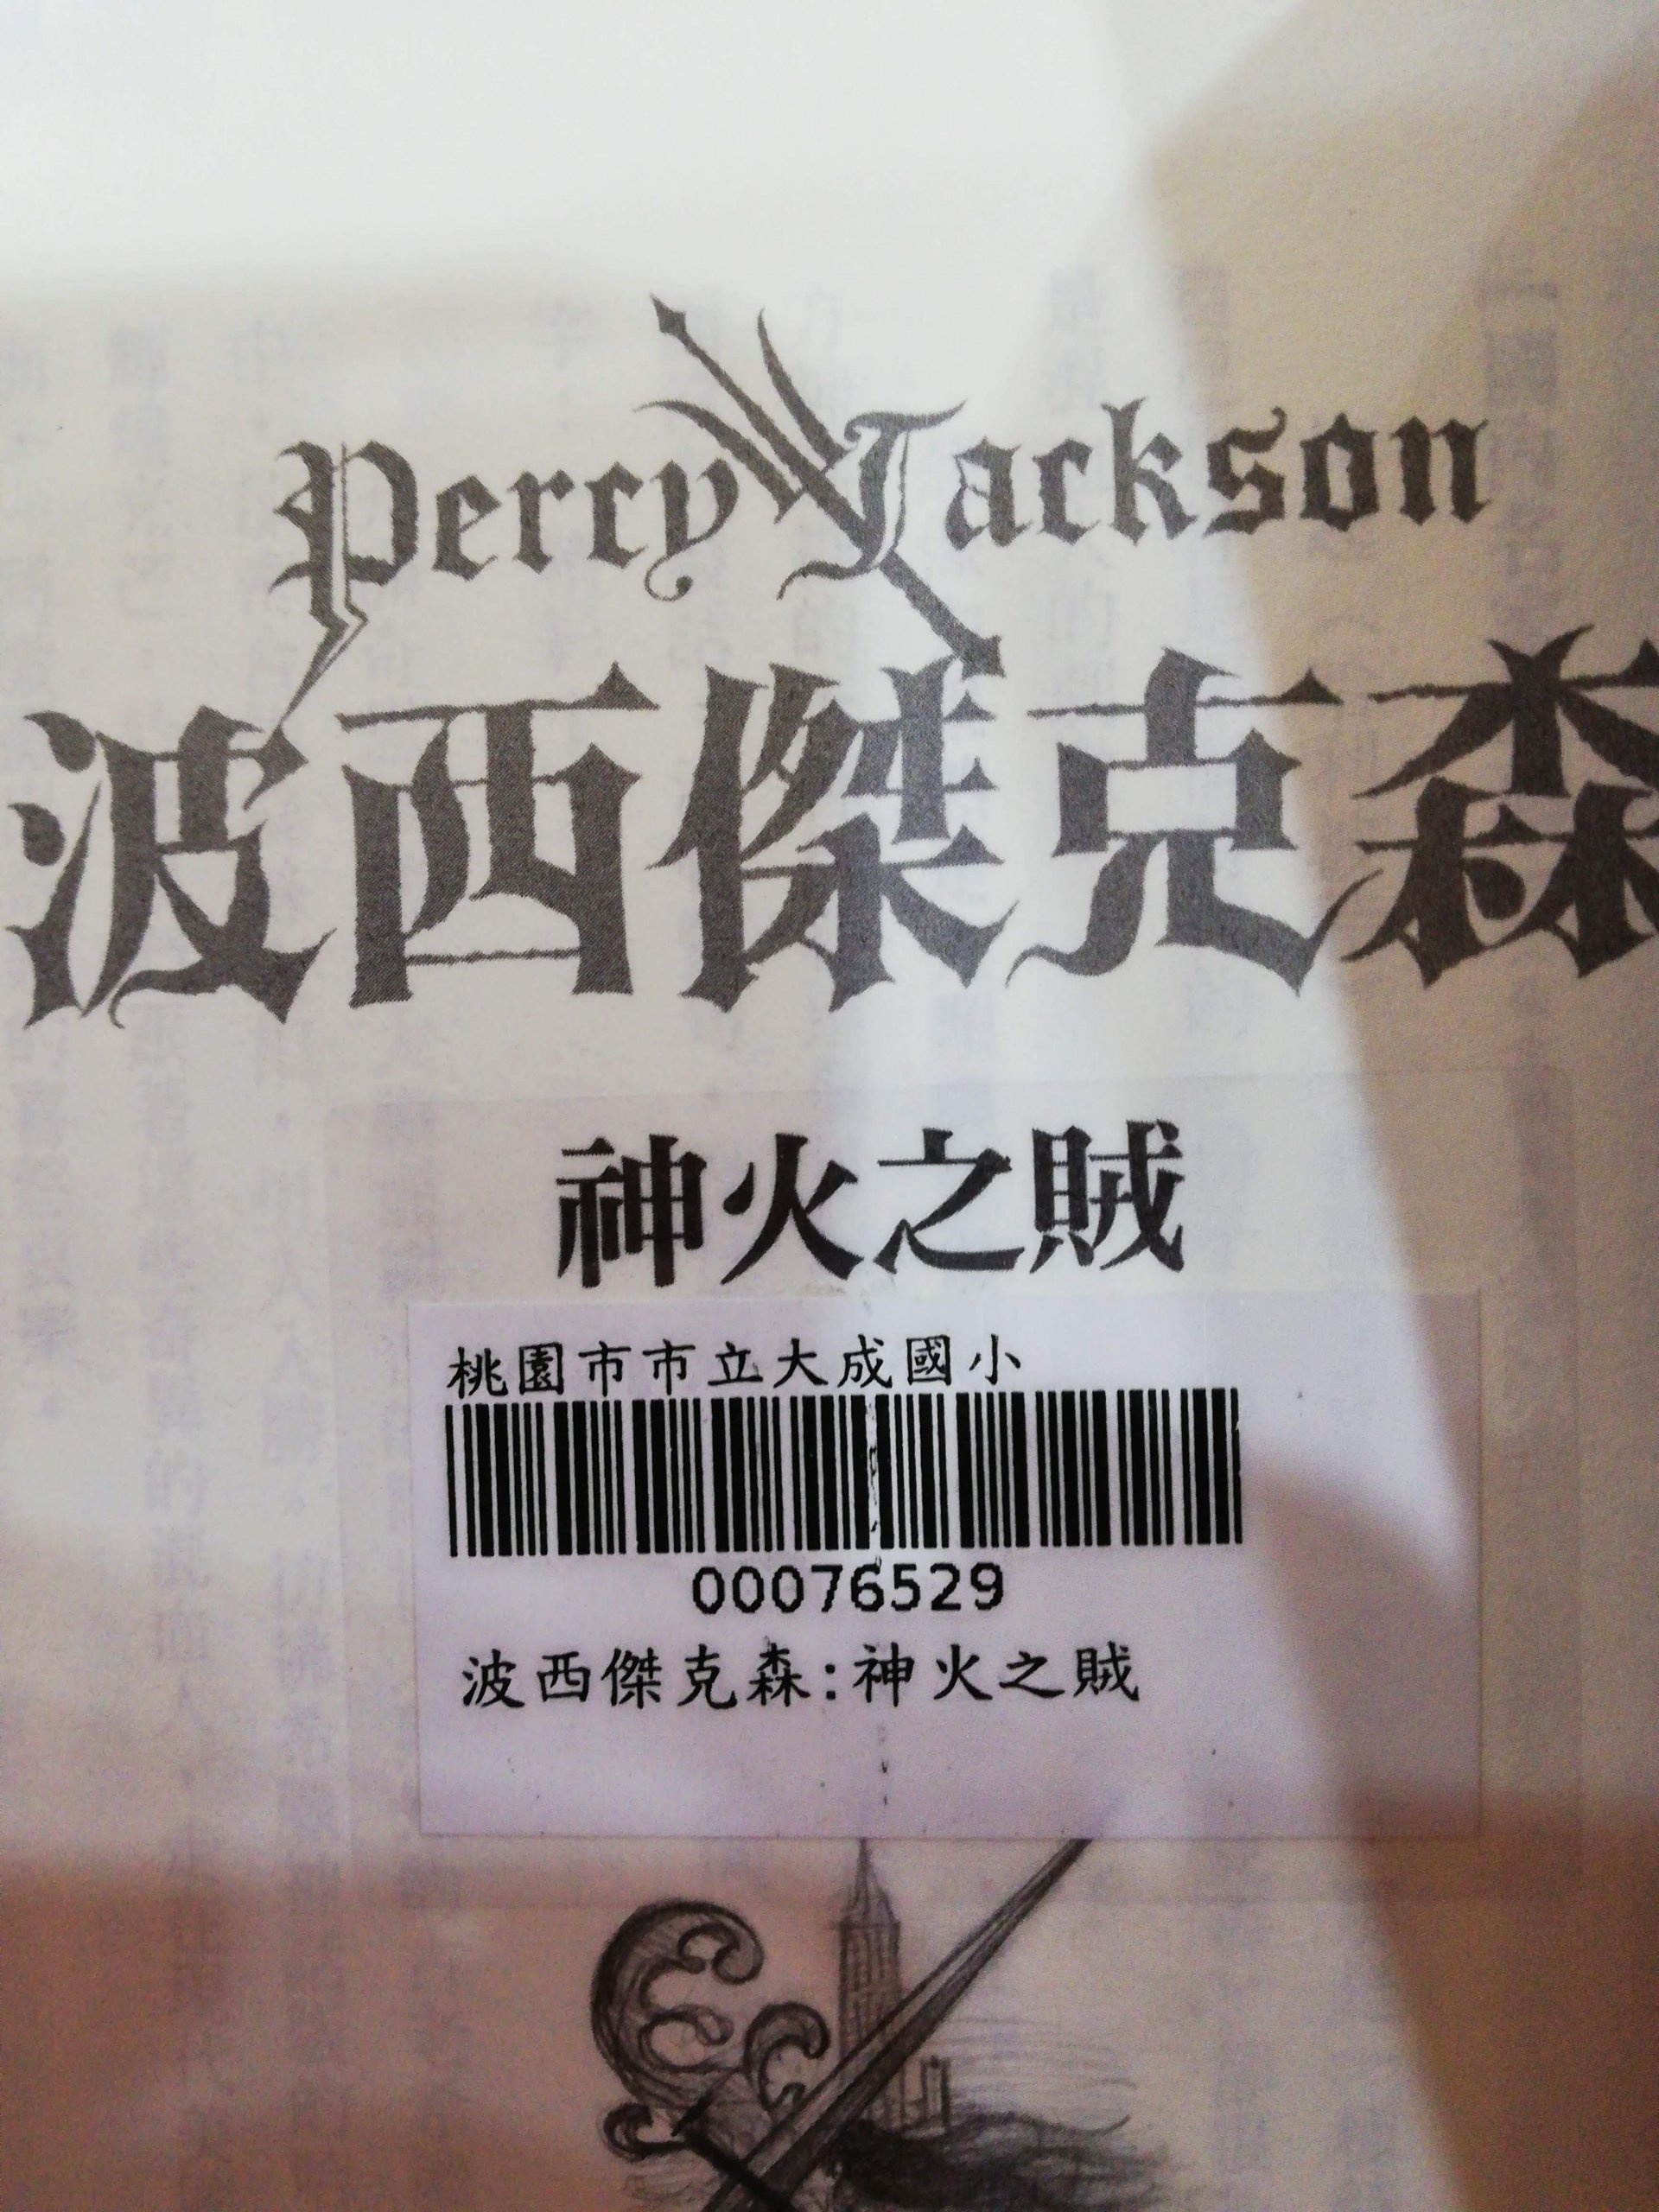 Percy Jackson
波西傑克森
神火之賊
桃園市市立大成國小
00076529
波西傑克森:神火之賊